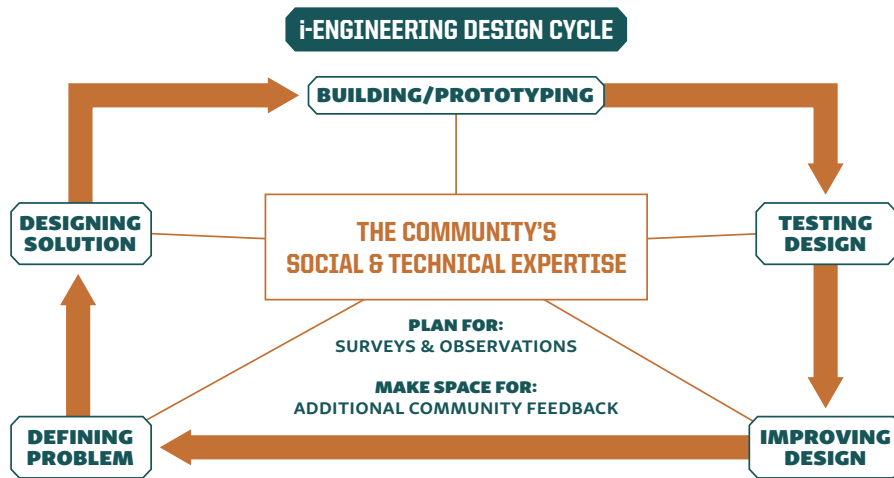 i-ENGINEERING DESIGN CYCLE
BUILDING/PROTOTYPING
DESIGNING
SOLUTION
THE COMMUNITY'S
SOCIAL & TECHNICAL EXPERTISE
TESTING
DESIGN
PLAN FOR:
SURVEYS & OBSERVATIONS
MAKE SPACE FOR:
ADDITIONAL COMMUNITY FEEDBACK
DEFINING
PROBLEM
IMPROVING
DESIGN